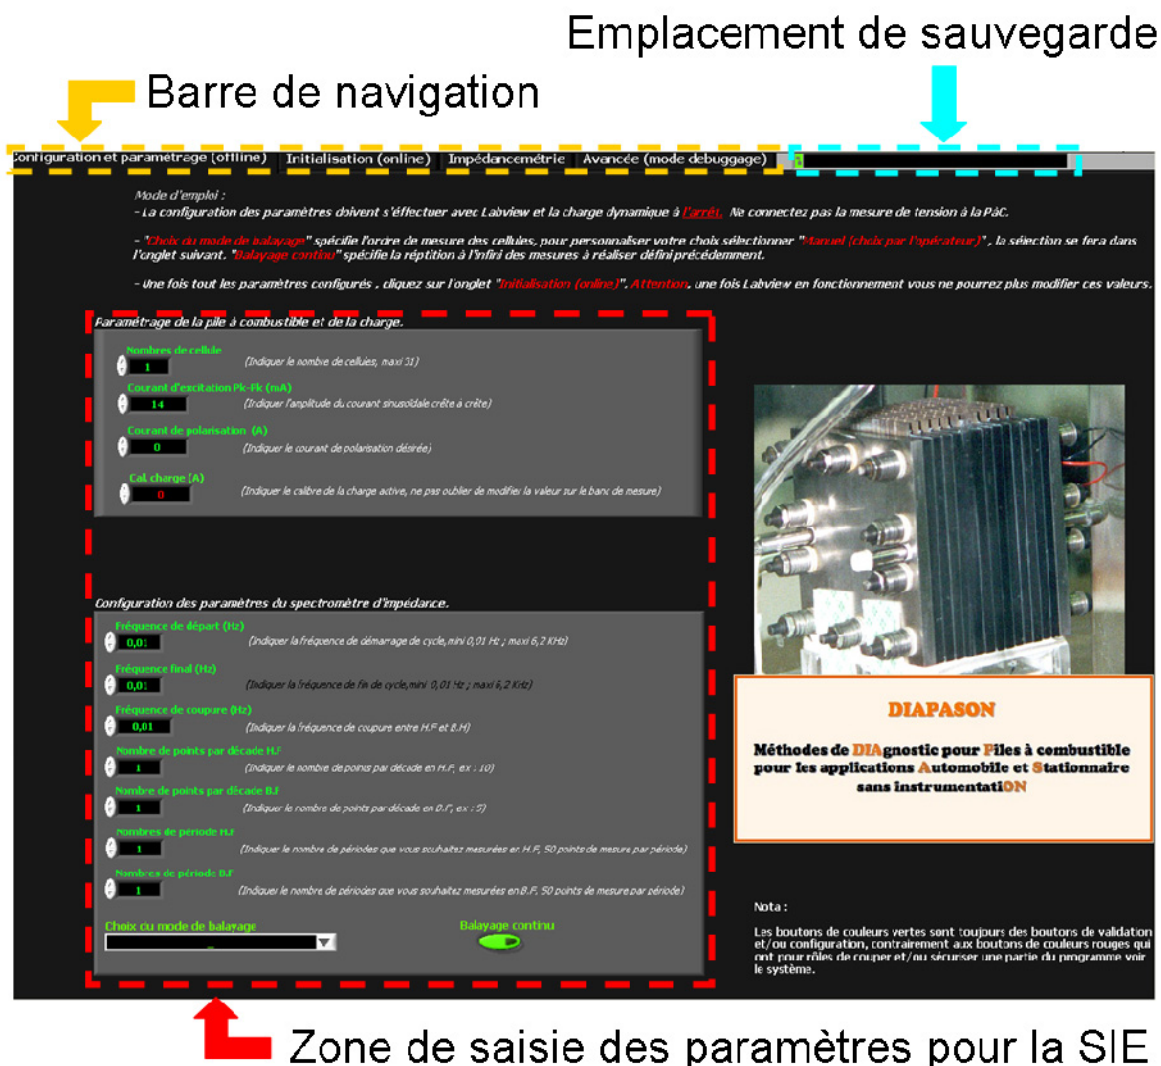 Emplacement de sauvegarde
Barre de navigation
Configuration et paramétrage (offline) Initialisation (online) Impédancemétrie Avancée (mode debuggage)
Mode d'emploi :
- La configuration des paramètres doivent s'éffectuer avec Labview et la charge dynamique à l'arrêt. Ne connectez pas la mesure de tension à la PàC.
- "Choix du mode de balayage" spécifie l'ordre de mesure des cellules, pour personnaliser votre choix sélectionner "Manuel (choix par l'opérateur)" , la sélection se fera dans
l'onglet suivant. "Balayage continu" spécifie la réptition à l'infini des mesures à réaliser défini précédemment.
- Une fois tout les paramètres configurés , cliquez sur l'onglet "Initialisation (online)". Attention, une fois Labview en fonctionnement vous ne pourrez plus modifier ces valeurs.
Paramétrage de la pile à combustible et de la charge.
Nombres de cellule
1 (Indiquer le nombre de cellules, maxi 31)
Courant d'excitation Pk-Pk (mA)
14 (Indiquer l'amplitude du courant sinusoïdale crête à crête)
Courant de polarisation (A)
0 (Indiquer le courant de polarisation désirée)
Cal. charge (A)
0 (Indiquer le calibre de la charge active, ne pas oublier de modifier la valeur sur le banc de mesure)
Configuration des paramètres du spectromètre d'impédance.
Fréquence de départ (Hz)
0,01 (Indiquer la fréquence de démarrage de cycle, mini 0,01 Hz ; maxi 6,2 KHz)
Fréquence final (Hz)
0,01 (Indiquer la fréquence de fin de cycle, mini 0,01 Hz ; maxi 6,2 KHz)
Fréquence de coupure (Hz)
0,01 (Indiquer la fréquence de coupure entre H.F et B.H)
Nombre de points par décade H.F
1 (Indiquer le nombre de points par décade en H.F, ex : 10)
Nombre de points par décade B.F
1 (Indiquer le nombre de points par décade en B.F, ex : 5)
Nombres de période H.F
1 (Indiquer le nombre de périodes que vous souhaitez mesurées en H.F, 50 points de mesure par période)
Nombres de période B.F
1 (Indiquer le nombre de périodes que vous souhaitez mesurées en B.F, 50 points de mesure par période)
Choix du mode de balayage Balayage continu
DIAPASON
Méthodes de DIAgnostic pour Piles à combustible
pour les applications Automobile et Stationnaire
sans instrumentatiON
Nota :
Les boutons de couleurs vertes sont toujours des boutons de validation
et/ou configuration, contrairement aux boutons de couleurs rouges qui
ont pour rôles de couper et/ou sécuriser une partie du programme voir
le système.
Zone de saisie des paramètres pour la SIE